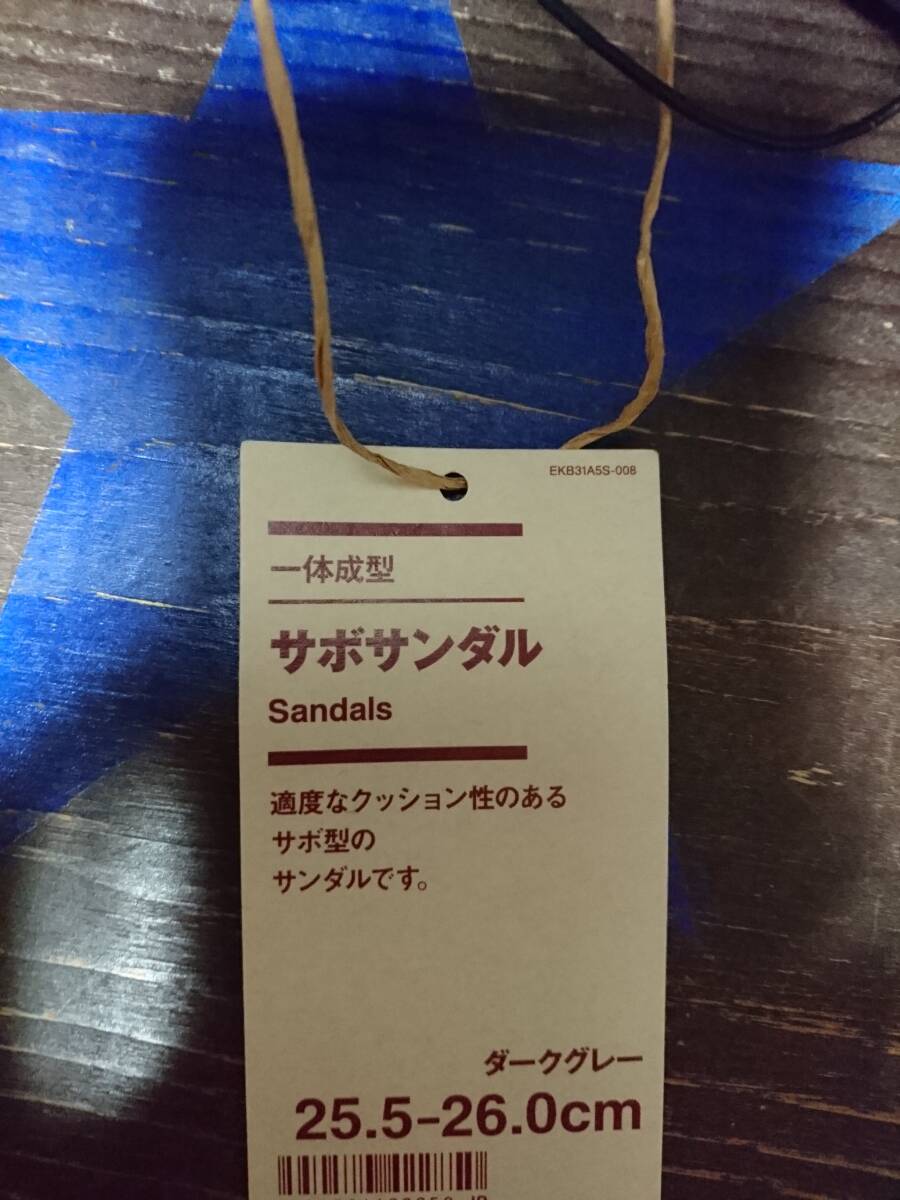 EKB31A5S-008
一体成型
サボサンダル
Sandals
適度なクッション性のある
サボ型の
サンダルです。
ダークグレー
25.5-26.0cm